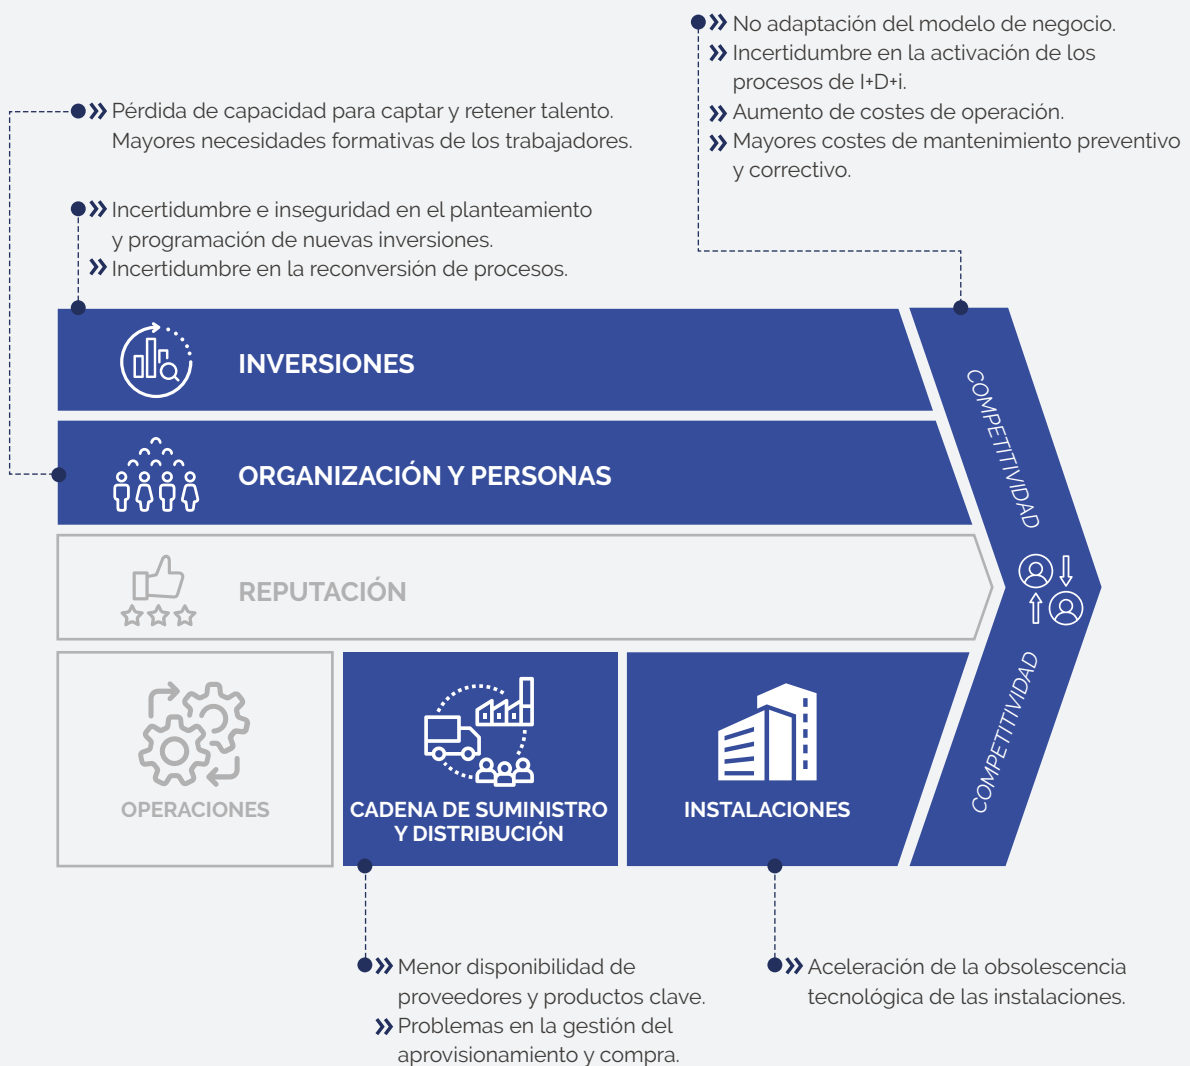 No adaptación del modelo de negocio.
Incertidumbre en la activación de los
procesos de I+D+i.
Aumento de costes de operación.
Mayores costes de mantenimiento preventivo
y correctivo.
Pérdida de capacidad para captar y retener talento.
Mayores necesidades formativas de los trabajadores.
Incertidumbre e inseguridad en el planteamiento
y programación de nuevas inversiones.
Incertidumbre en la reconversión de procesos.
INVERSIONES
ORGANIZACIÓN Y PERSONAS
REPUTACIÓN
COMPETITIVIDAD
COMPETITIVIDAD
OPERACIONES
CADENA DE SUMINISTRO
Y DISTRIBUCIÓN
INSTALACIONES
Menor disponibilidad de
proveedores y productos clave.
Problemas en la gestión del
aprovisionamiento y compra.
Aceleración de la obsolescencia
tecnológica de las instalaciones.